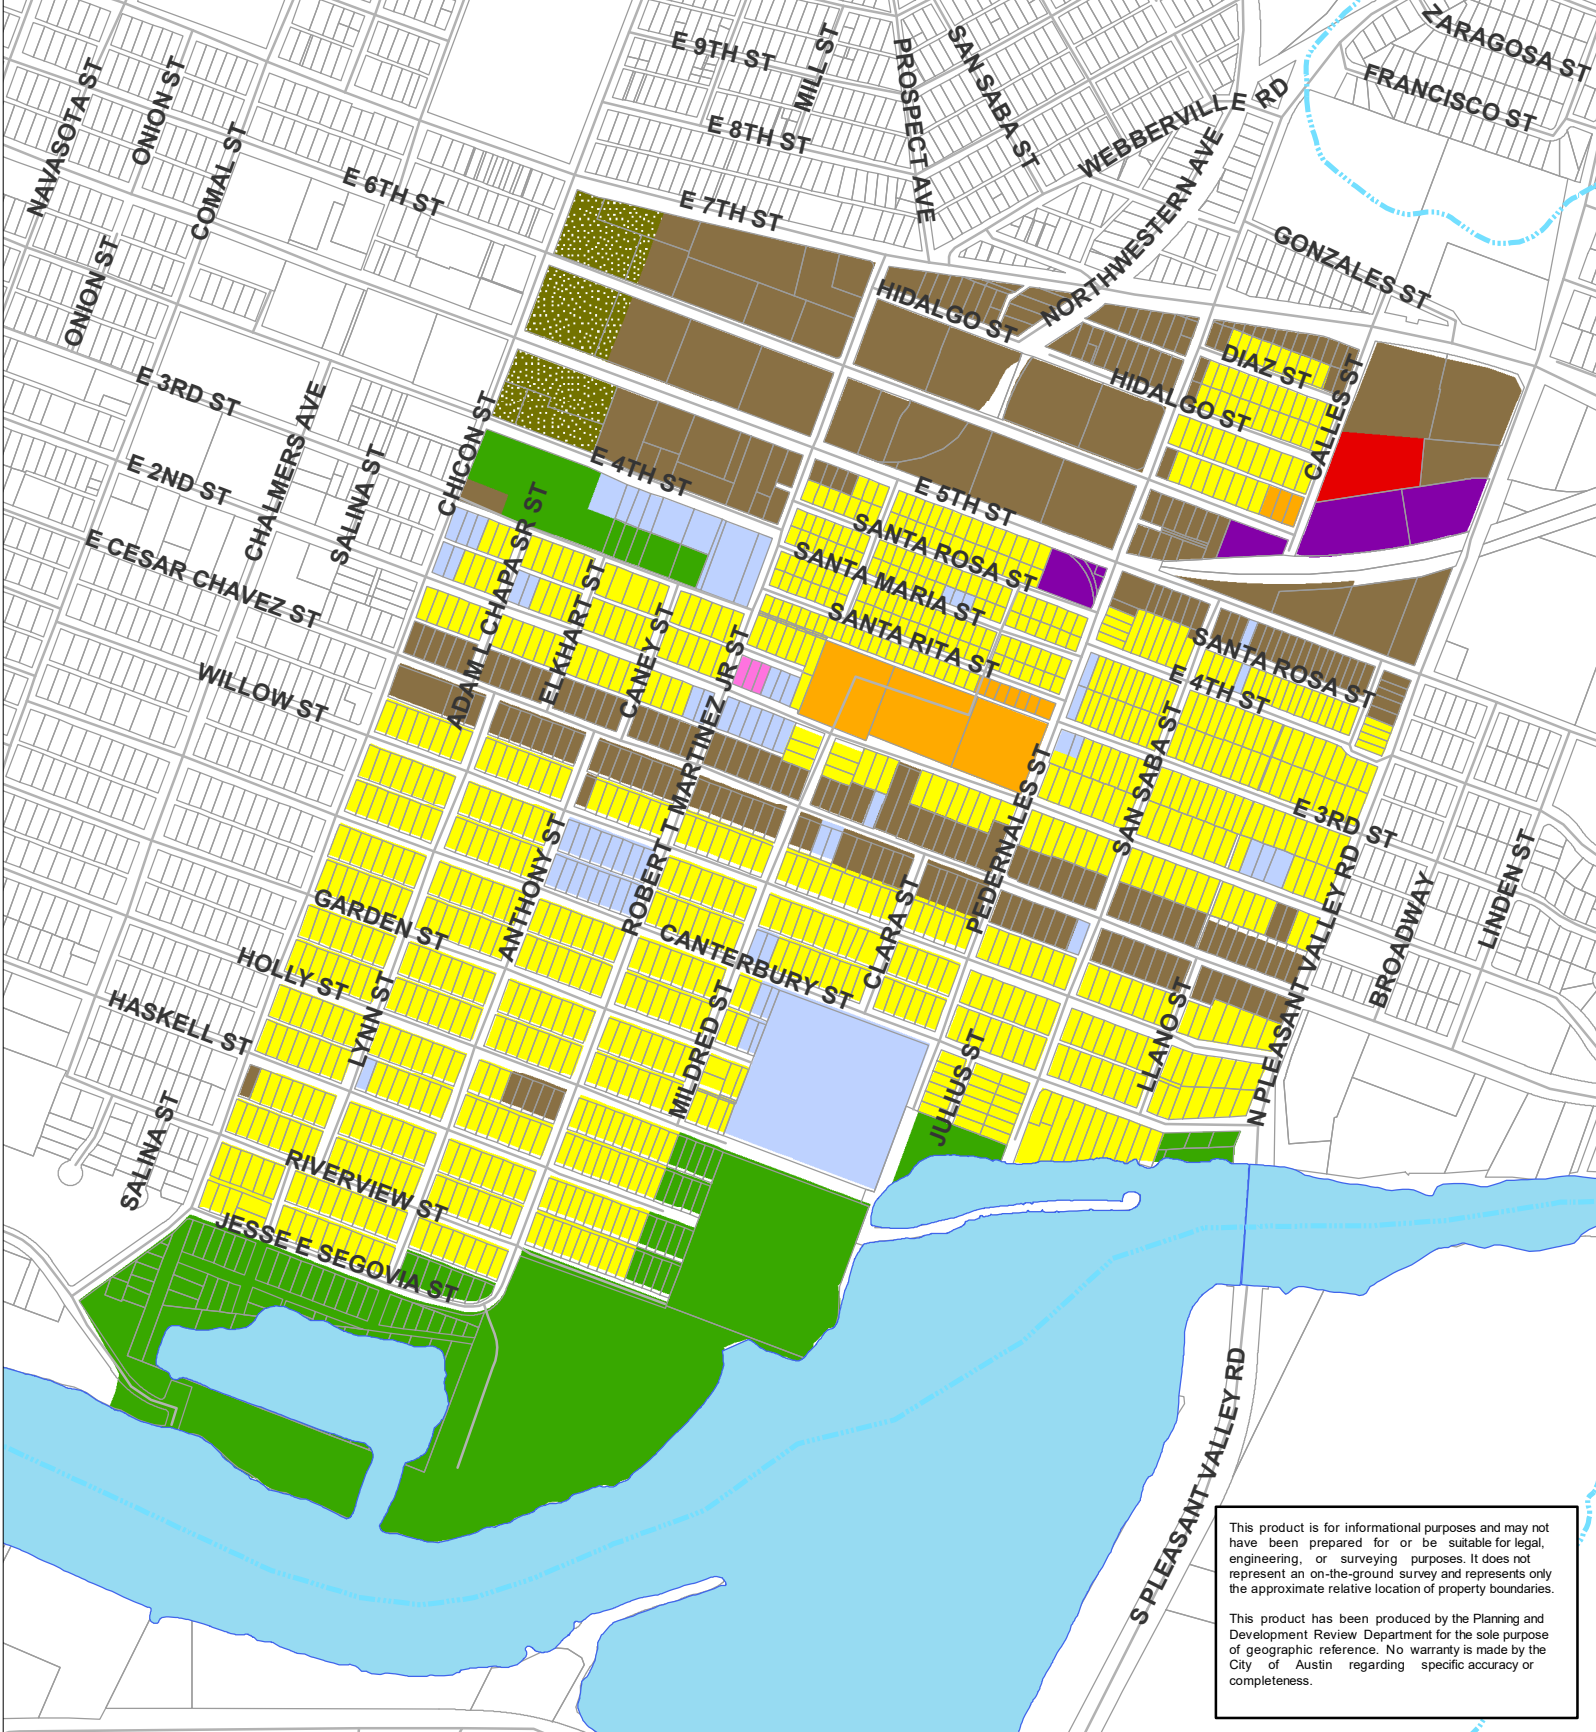 ZARAGOSA ST
E 9TH ST
MILL ST
PROSPECT AVE
SAN SABA ST
FRANCISCO ST
NAVASOTA ST
ONION ST
COMAL ST
E 8TH ST
WEBBERVILLE RD
E 6TH ST
E 7TH ST
NORTHWESTERN AVE
GONZALES ST
ONION ST
HIDALGO ST
DIAZ ST
E 3RD ST
HIDALGO ST
CALLES ST
CHALMERS AVE
CHICON ST
E 2ND ST
SALINA ST
E 4TH ST
E 5TH ST
E CESAR CHAVEZ ST
ADAM L CHAPA SR ST
SANTA ROSA ST
SANTA MARIA ST
ELKHART ST
CANEY ST
SANTA RITA ST
SANTA ROSA ST
WILLOW ST
E 4TH ST
ROBERT T MARTINEZ JR ST
PEDERNALES ST
SAN SABA ST
E 3RD ST
ANTHONY ST
N PLEASANT VALLEY RD
BROADWAY
LINDEN ST
GARDEN ST
CLARA ST
CANTERBURY ST
HOLLY ST
HASKELL ST
LYNN ST
MILDRED ST
JULIUS ST
LLANO ST
SALINA ST
RIVERVIEW ST
JESSE E SEGOVIA ST
S PLEASANT VALLEY RD
This product is for informational purposes and may not
have been prepared for or be suitable for legal,
engineering, or surveying purposes. It does not
represent an on-the-ground survey and represents only
the approximate relative location of property boundaries.
This product has been produced by the Planning and
Development Review Department for the sole purpose
of geographic reference. No warranty is made by the
City of Austin regarding specific accuracy or
completeness.